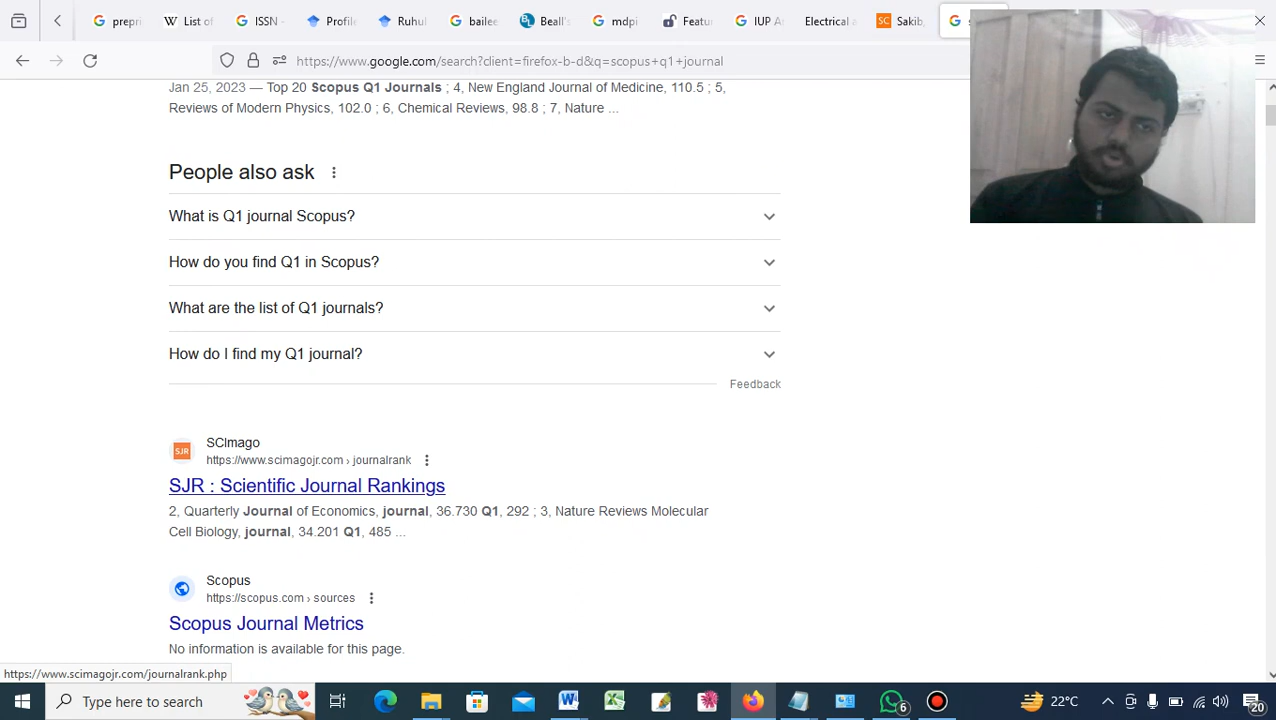 prepri
List of
ISSN -
Profile
Ruhul
bailee
Beall's
mdpi
Featur
IUP A
Electrical a
SC Sakib,
https://www.google.com/search?client=firefox-b-d&q=scopus+q1+journal
Jan 25, 2023 — Top 20 Scopus Q1 Journals ; 4, New England Journal of Medicine, 110.5 ; 5,
Reviews of Modern Physics, 102.0 ; 6, Chemical Reviews, 98.8 ; 7, Nature ...
People also ask
What is Q1 journal Scopus?
How do you find Q1 in Scopus?
What are the list of Q1 journals?
How do I find my Q1 journal?
Feedback
SCImago
SJR
https://www.scimagojr.com › journalrank
SJR : Scientific Journal Rankings
2, Quarterly Journal of Economics, journal, 36.730 Q1, 292 ; 3, Nature Reviews Molecular
Cell Biology, journal, 34.201 Q1, 485 ...
Scopus
https://scopus.com › sources
Scopus Journal Metrics
No information is available for this page.
https://www.scimagojr.com/journalrank.php
Type here to search
6
22°C
20